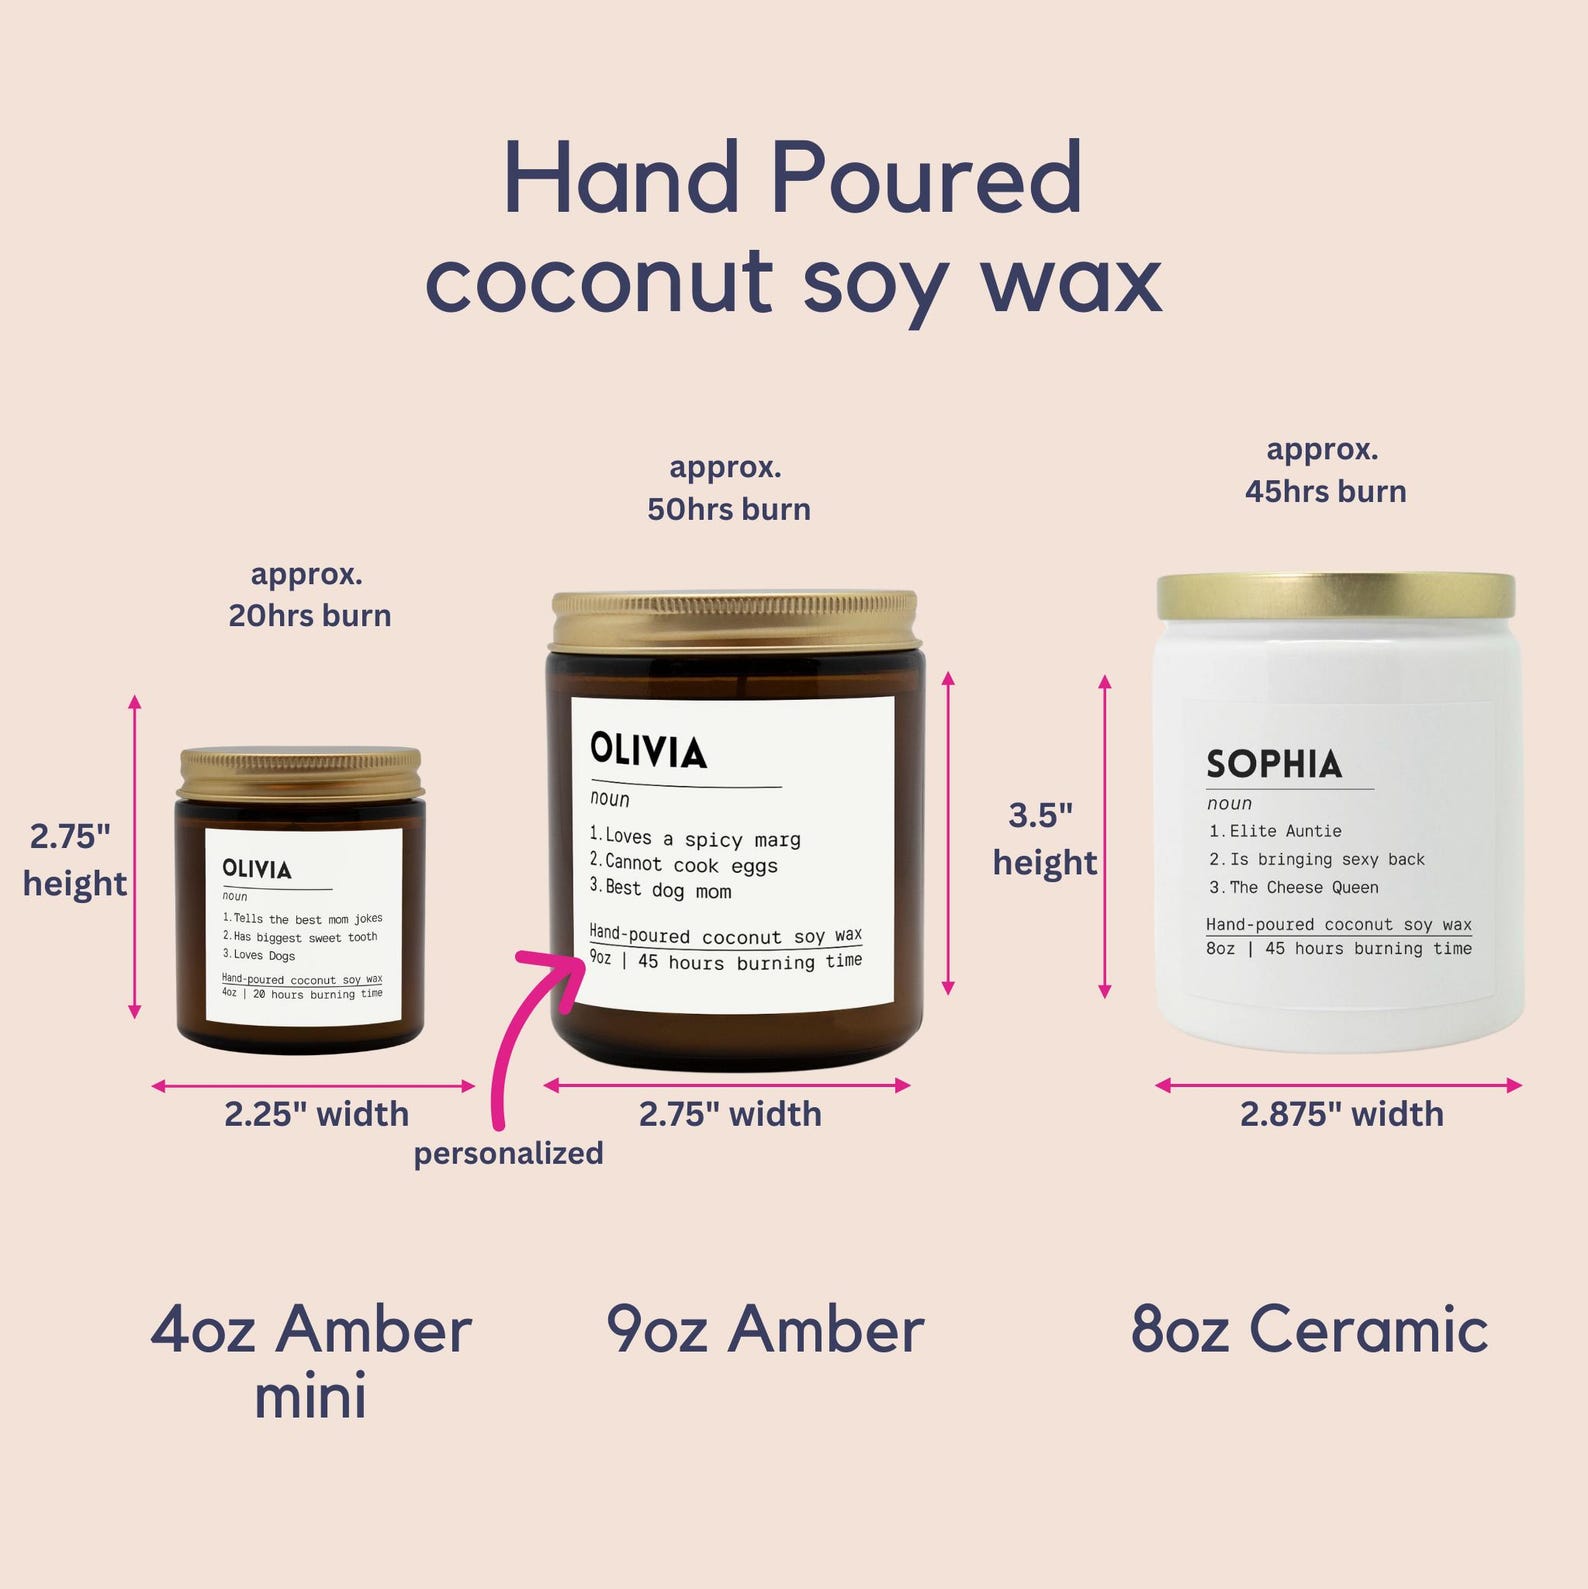 Hand Poured
coconut soy wax
approx.
20hrs burn
approx.
50hrs burn
approx.
45hrs burn
2.75"
height
OLIVIA
noun
1.Tells the best mom jokes
2.Has biggest sweet tooth
3.Loves Dogs
Hand-poured coconut soy wax
4oz | 20 hours burning time
2.25" width
OLIVIA
noun
1.Loves a spicy marg
2.Cannot cook eggs
3.Best dog mom
Hand-poured coconut soy wax
9oz | 45 hours burning time
personalized
2.75" width
3.5"
height
SOPHIA
noun
1.Elite Auntie
2.Is bringing sexy back
3.The Cheese Queen
Hand-poured coconut soy wax
8oz | 45 hours burning time
2.875" width
4oz Amber
mini
9oz Amber
8oz Ceramic